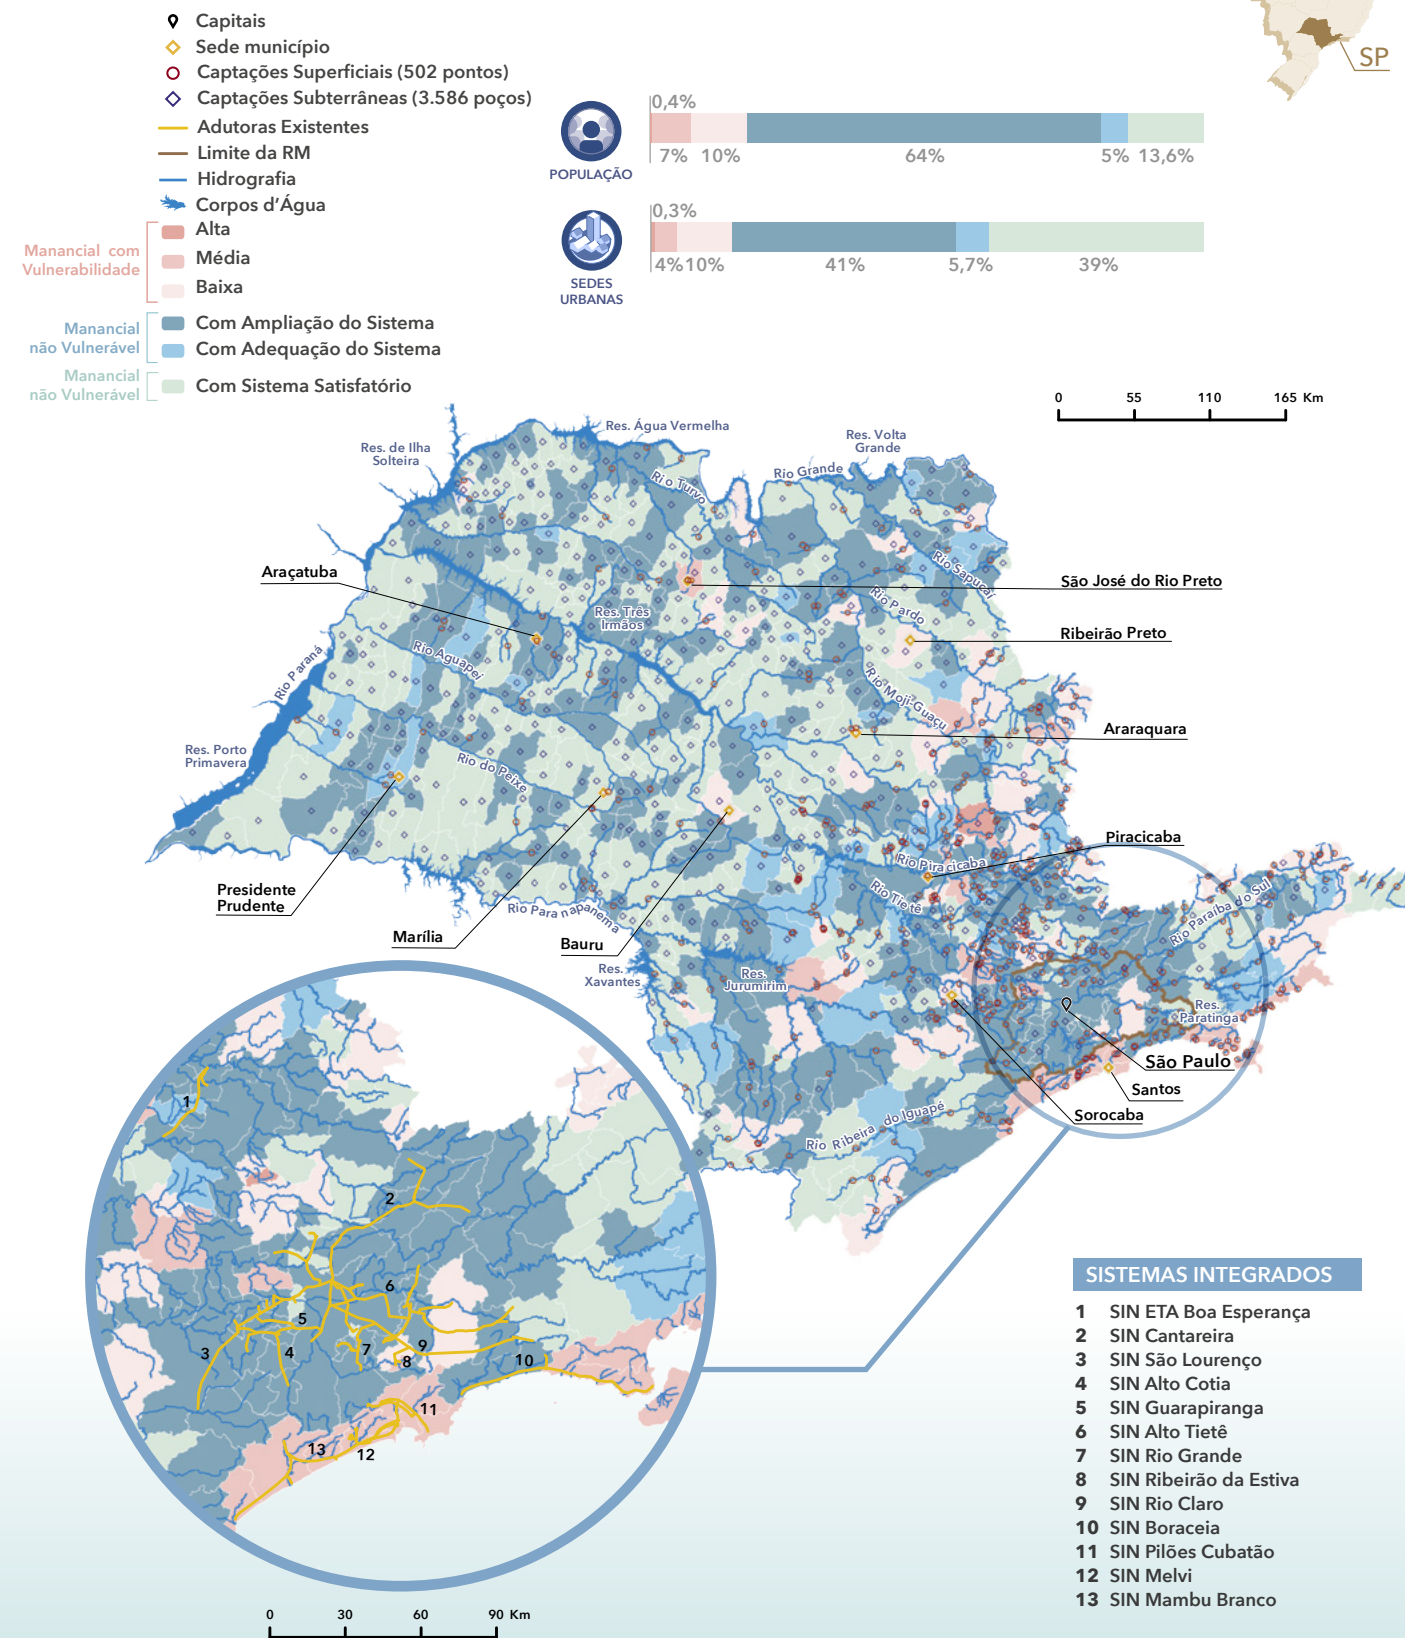 Capitais
Sede município
Captações Superficiais (502 pontos)
Captações Subterrâneas (3.586 poços)
Adutoras Existentes
Limite da RM
Hidrografia
Corpos d'Água
Manancial com
Vulnerabilidade
Alta
Média
Baixa
Manancial
não Vulnerável
Com Ampliação do Sistema
Com Adequação do Sistema
Manancial
não Vulnerável
Com Sistema Satisfatório
SP
POPULAÇÃO
0,4%
7% 10% 64% 5% 13,6%
SEDES
URBANAS
0,3%
4% 10% 41% 5,7% 39%
0 55 110 165 Km
Res. de Ilha
Solteira
Res. Água Vermelha
Res. Volta
Grande
Rio Grande
Rio Turvo
Rio Sapucaí
Araçatuba
São José do Rio Preto
Rio Pardo
Res. Três
Irmãos
Ribeirão Preto
Rio Aguapeí
Rio Paraná
Rio Moji-Guaçu
Araraquara
Res. Porto
Primavera
Rio do Peixe
Piracicaba
Rio Piracicaba
Rio Tietê
Presidente
Prudente
Rio Paranapanema
Rio Paraíba do Sul
Marília
Bauru
Res.
Xavantes
Res.
Jurumirim
Res.
Paratinga
São Paulo
Santos
Sorocaba
Rio Ribeira do Iguapé
1
2
6
5
3
4
7
8
9
10
11
13
12
SISTEMAS INTEGRADOS
1 SIN ETA Boa Esperança
2 SIN Cantareira
3 SIN São Lourenço
4 SIN Alto Cotia
5 SIN Guarapiranga
6 SIN Alto Tietê
7 SIN Rio Grande
8 SIN Ribeirão da Estiva
9 SIN Rio Claro
10 SIN Boraceia
11 SIN Pilões Cubatão
12 SIN Melvi
13 SIN Mambu Branco
0 30 60 90 Km